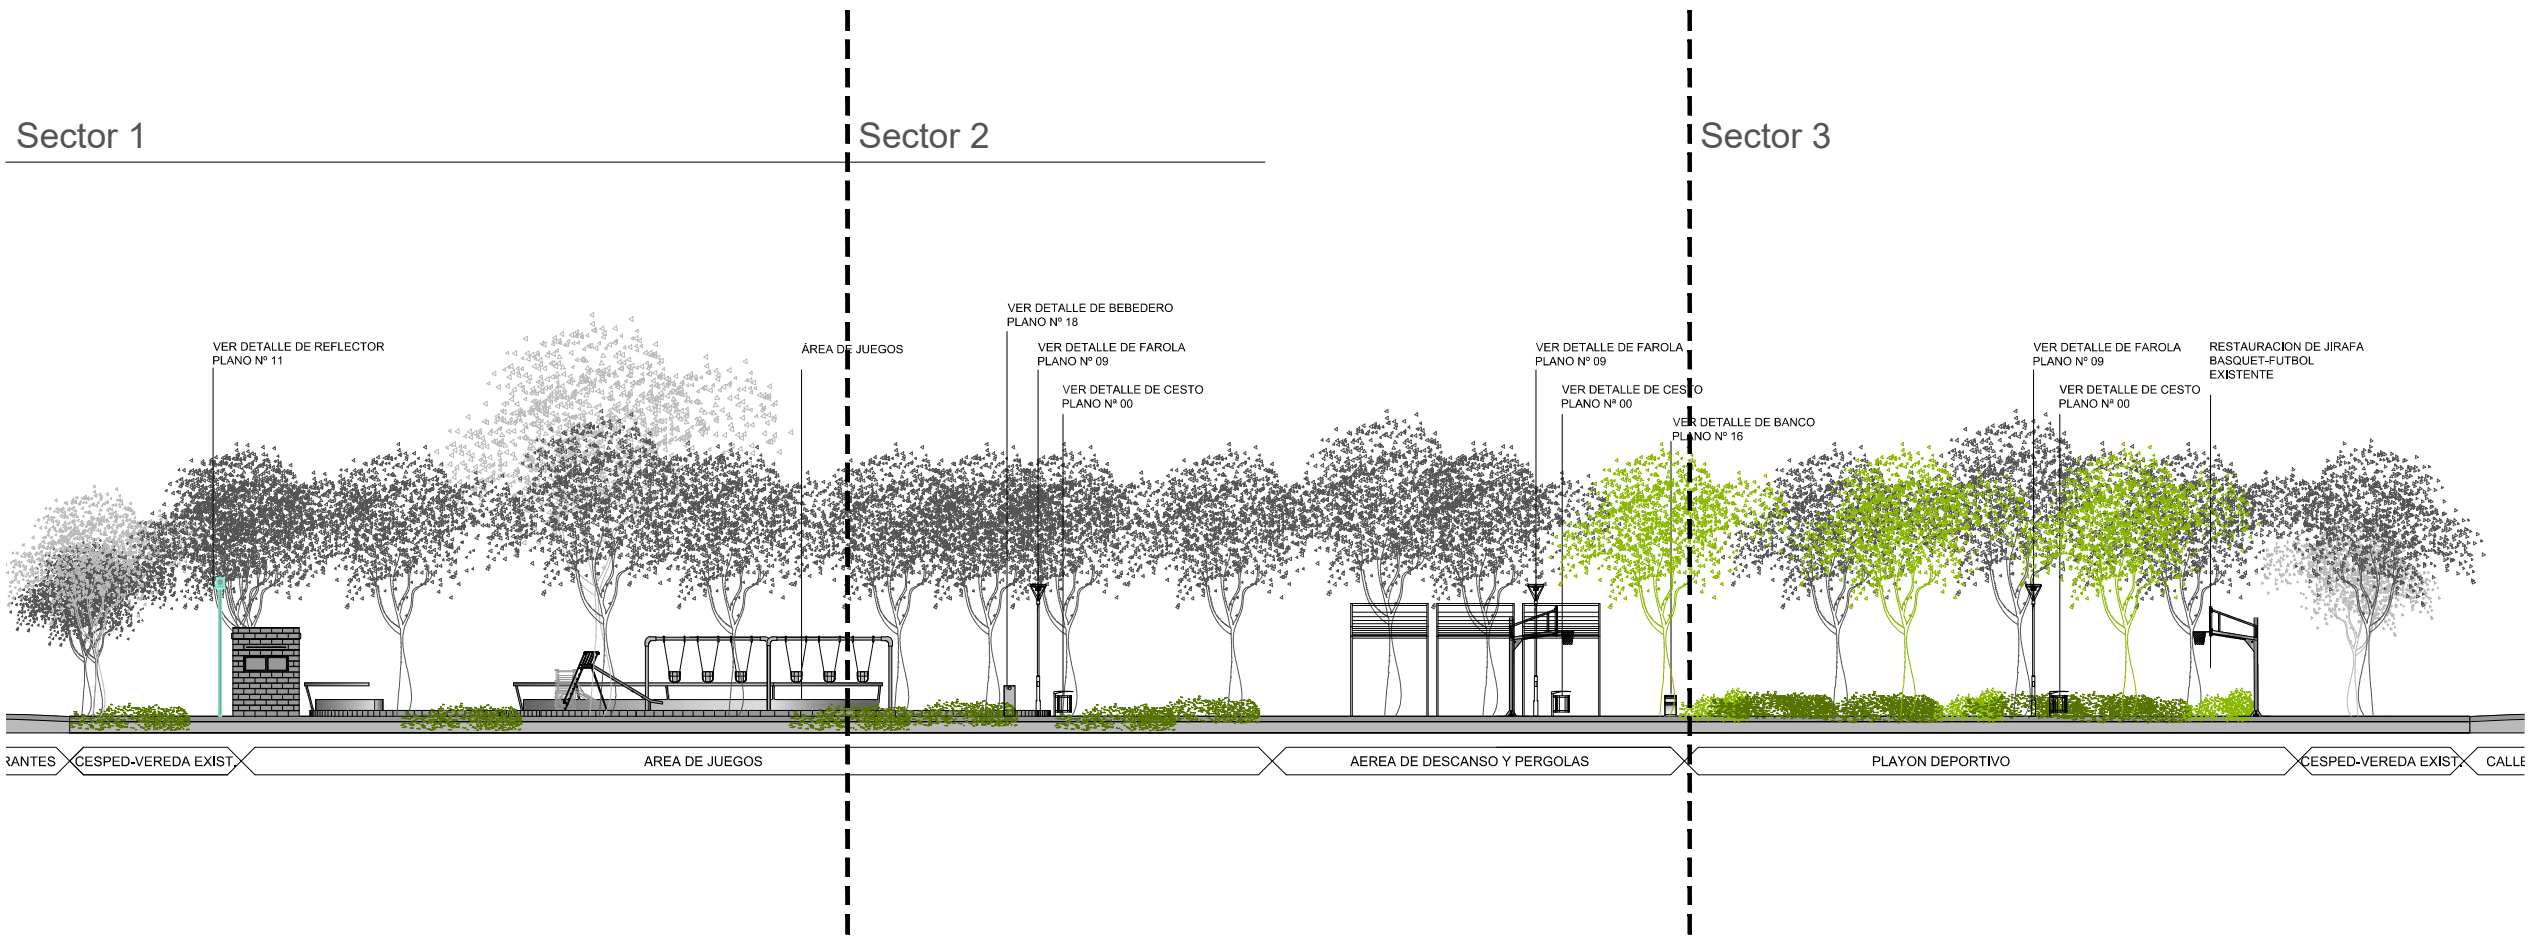 Sector 1
Sector 2
Sector 3
VER DETALLE DE REFLECTOR
PLANO Nº 11
ÁREA DE JUEGOS
VER DETALLE DE BEBEDERO
PLANO Nº 18
VER DETALLE DE FAROLA
PLANO Nº 09
VER DETALLE DE CESTO
PLANO Nª 00
VER DETALLE DE FAROLA
PLANO Nº 09
VER DETALLE DE CESTO
PLANO Nª 00
VER DETALLE DE BANCO
PLANO Nº 16
VER DETALLE DE FAROLA
PLANO Nº 09
VER DETALLE DE CESTO
PLANO Nª 00
RESTAURACION DE JIRAFA
BASQUET-FUTBOL
EXISTENTE
RANTES
CESPED-VEREDA EXIST.
AREA DE JUEGOS
AEREA DE DESCANSO Y PERGOLAS
PLAYON DEPORTIVO
CESPED-VEREDA EXIST.
CALLE